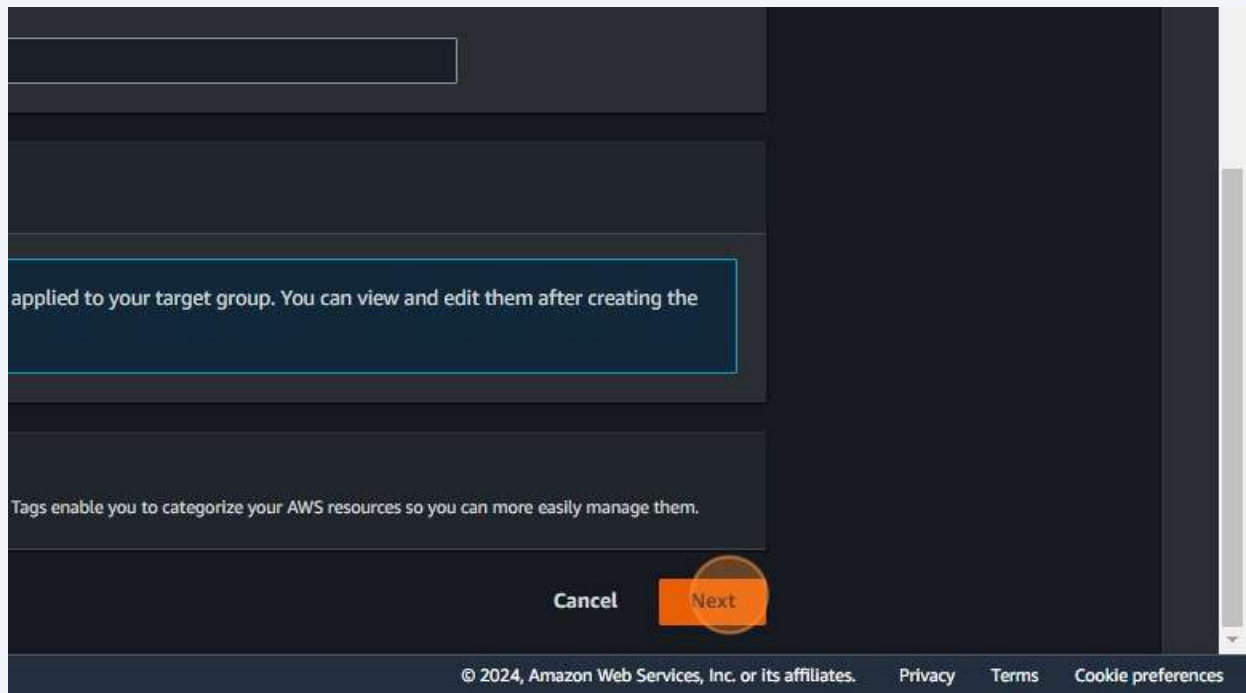 applied to your target group. You can view and edit them after creating the
Tags enable you to categorize your AWS resources so you can more easily manage them.
Cancel Next
© 2024, Amazon Web Services, Inc. or its affiliates. Privacy Terms Cookie preferences